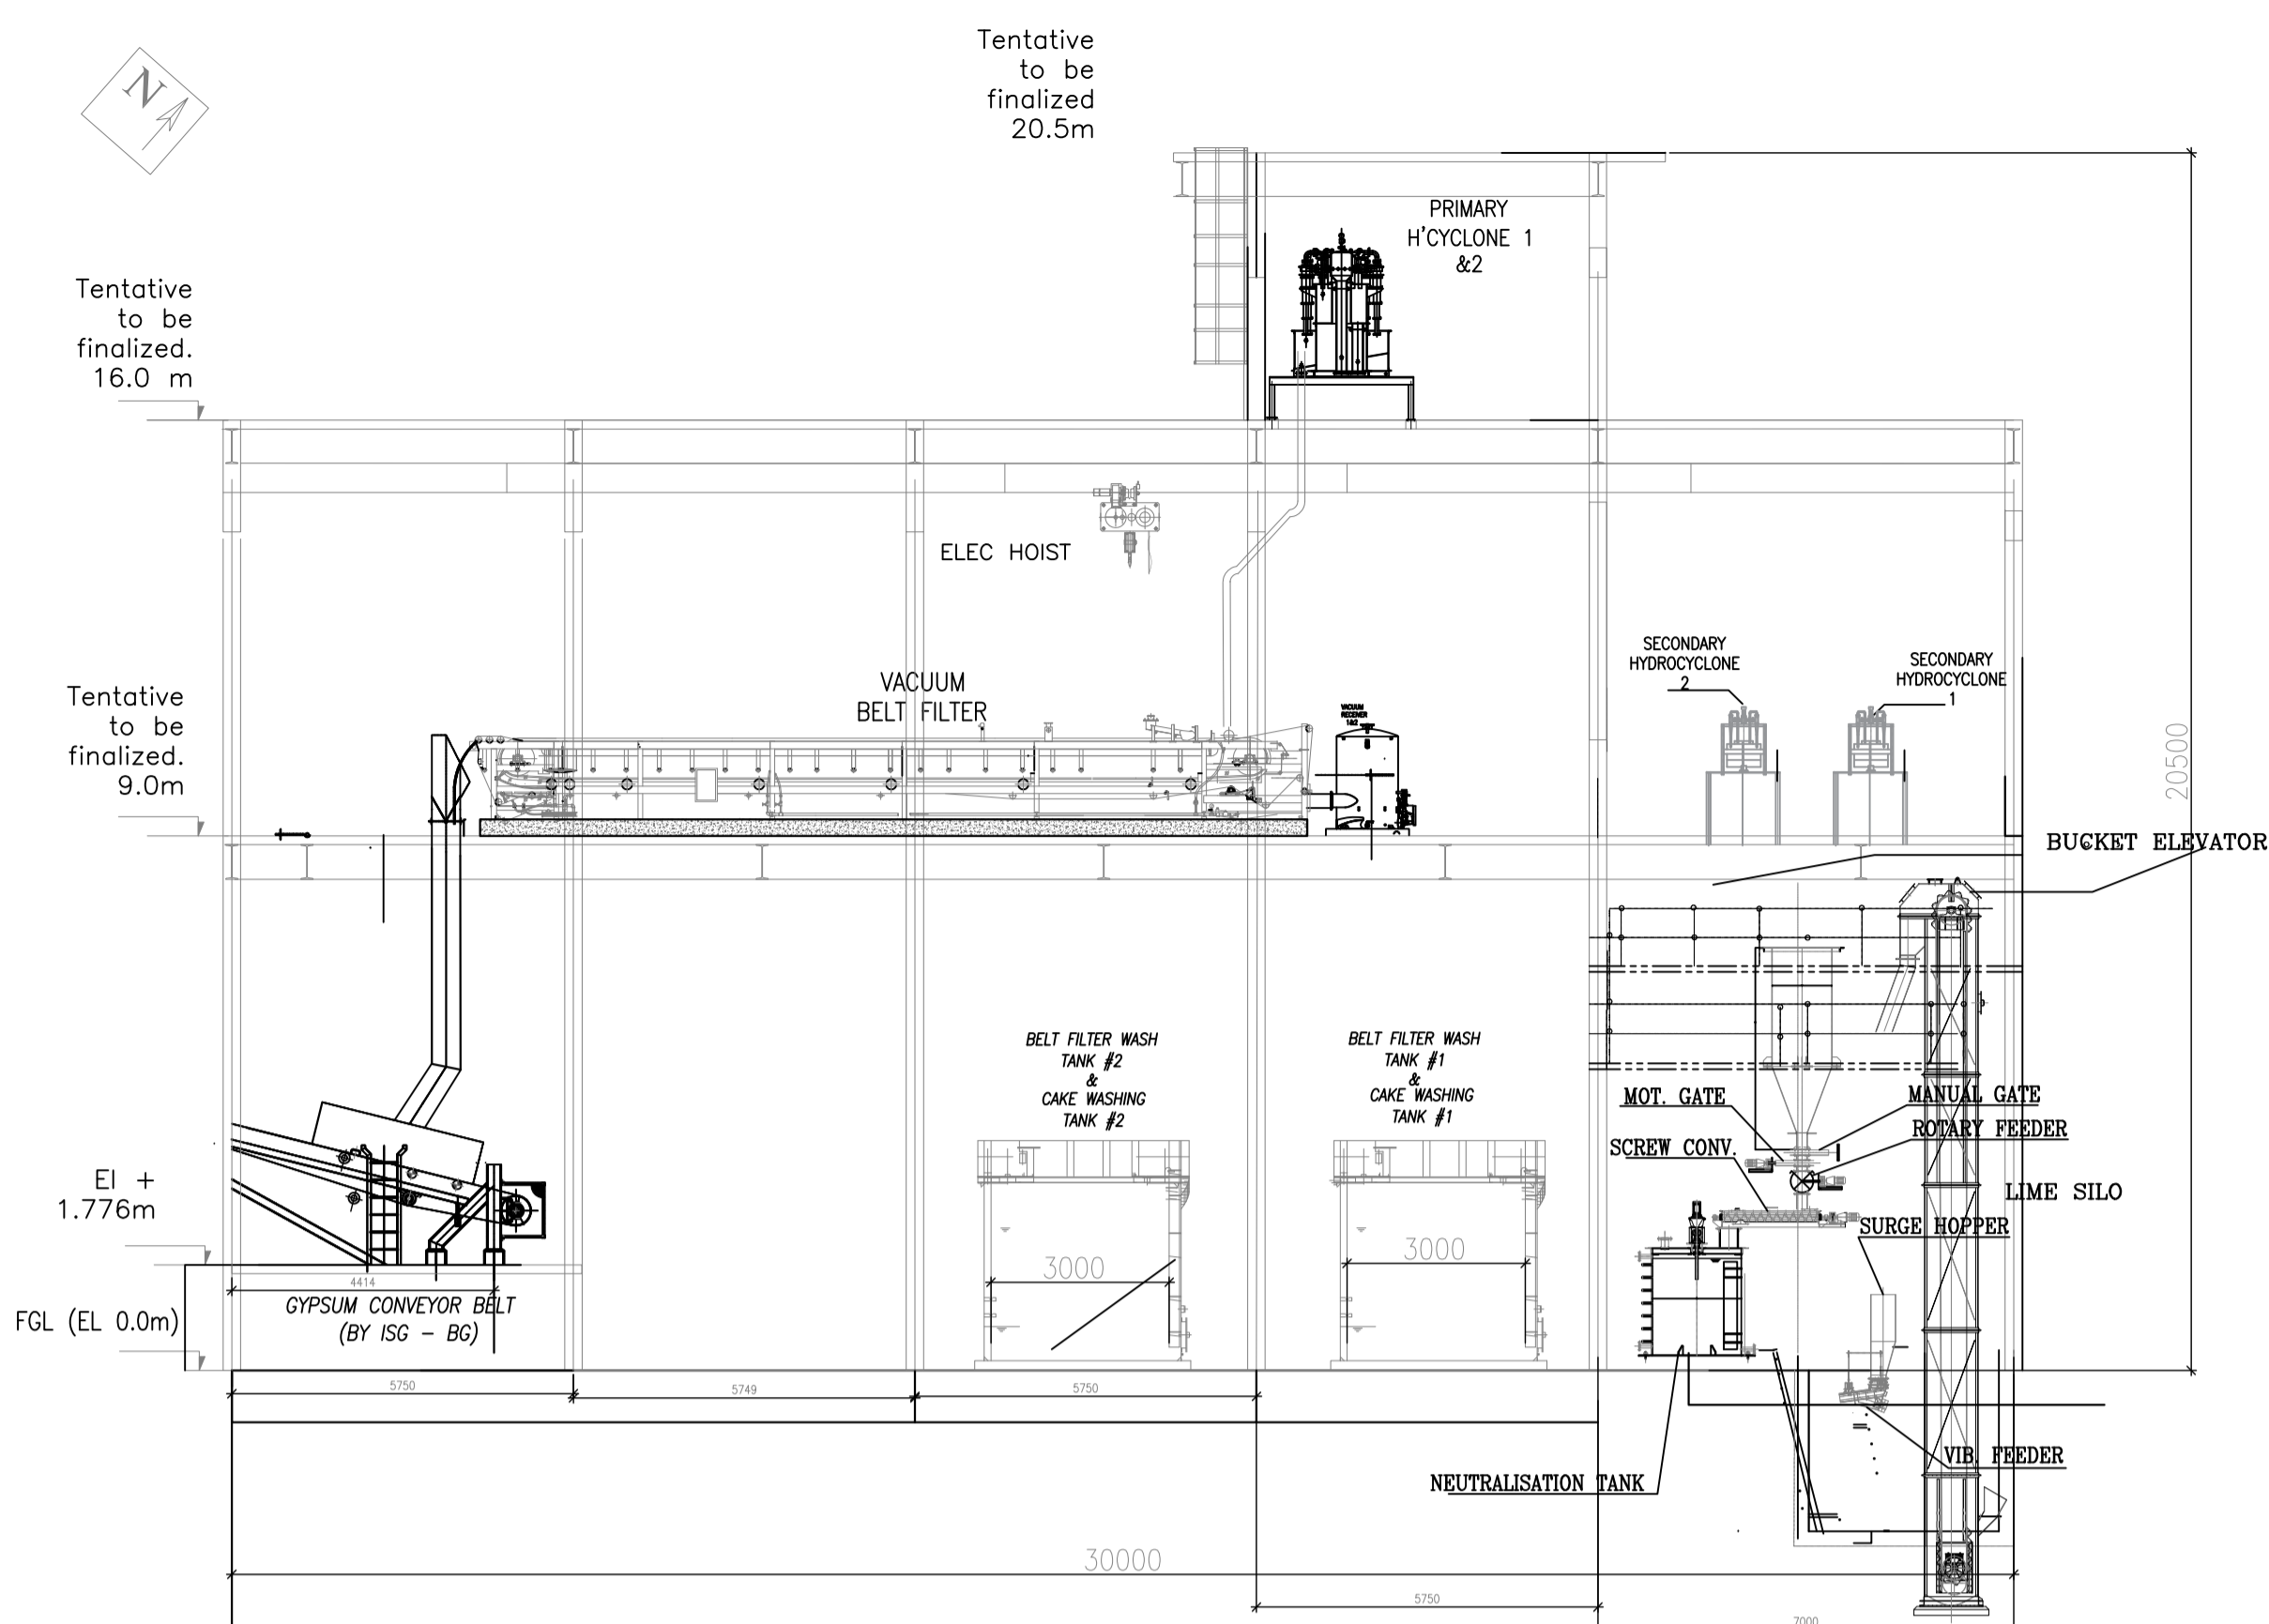 Tentative
to be
finalized
20.5m
N
PRIMARY
H'CYCLONE 1
&2
Tentative
to be
finalized.
16.0 m
ELEC HOIST
SECONDARY
HYDROCYCLONE
2
SECONDARY
HYDROCYCLONE
1
VACUUM
BELT FILTER
VACUUM
RECEIVER
1&2
Tentative
to be
finalized.
9.0m
20500
BUCKET ELEVATOR
BELT FILTER WASH
TANK #2
&
CAKE WASHING
TANK #2
BELT FILTER WASH
TANK #1
&
CAKE WASHING
TANK #1
MOT. GATE
MANUAL GATE
ROTARY FEEDER
SCREW CONV.
LIME SILO
SURGE HOPPER
El +
1.776m
3000
3000
4414
GYPSUM CONVEYOR BELT
(BY ISG - BG)
FGL (EL 0.0m)
5750
5749
5750
VIB. FEEDER
NEUTRALISATION TANK
30000
5750
7000